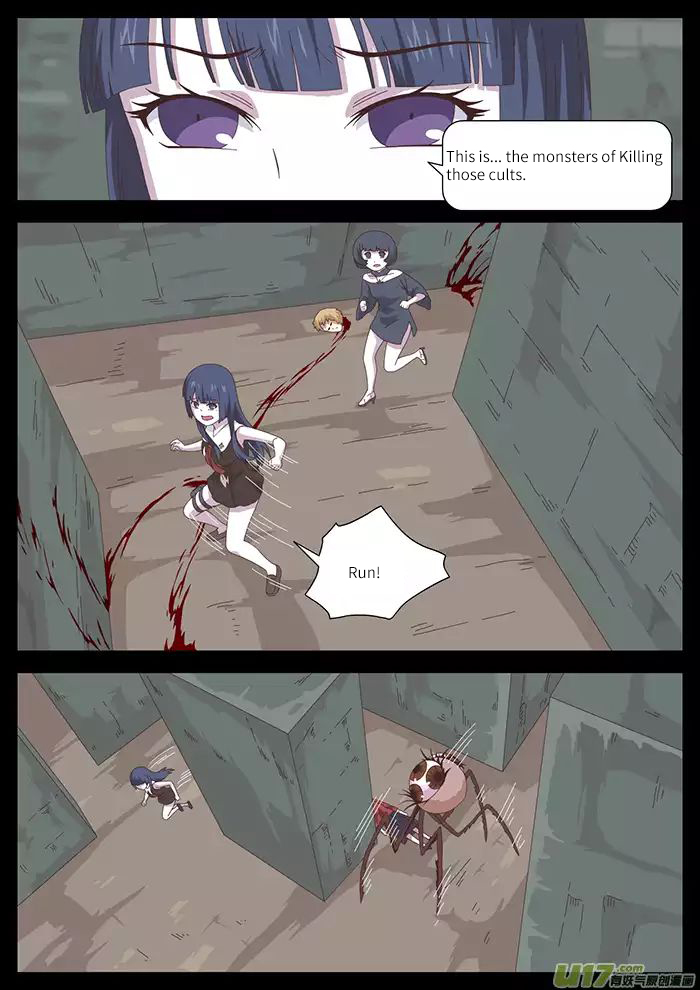 This is... the monsters of Killing
those cults.
Run!
U17.com
有妖气原创漫画